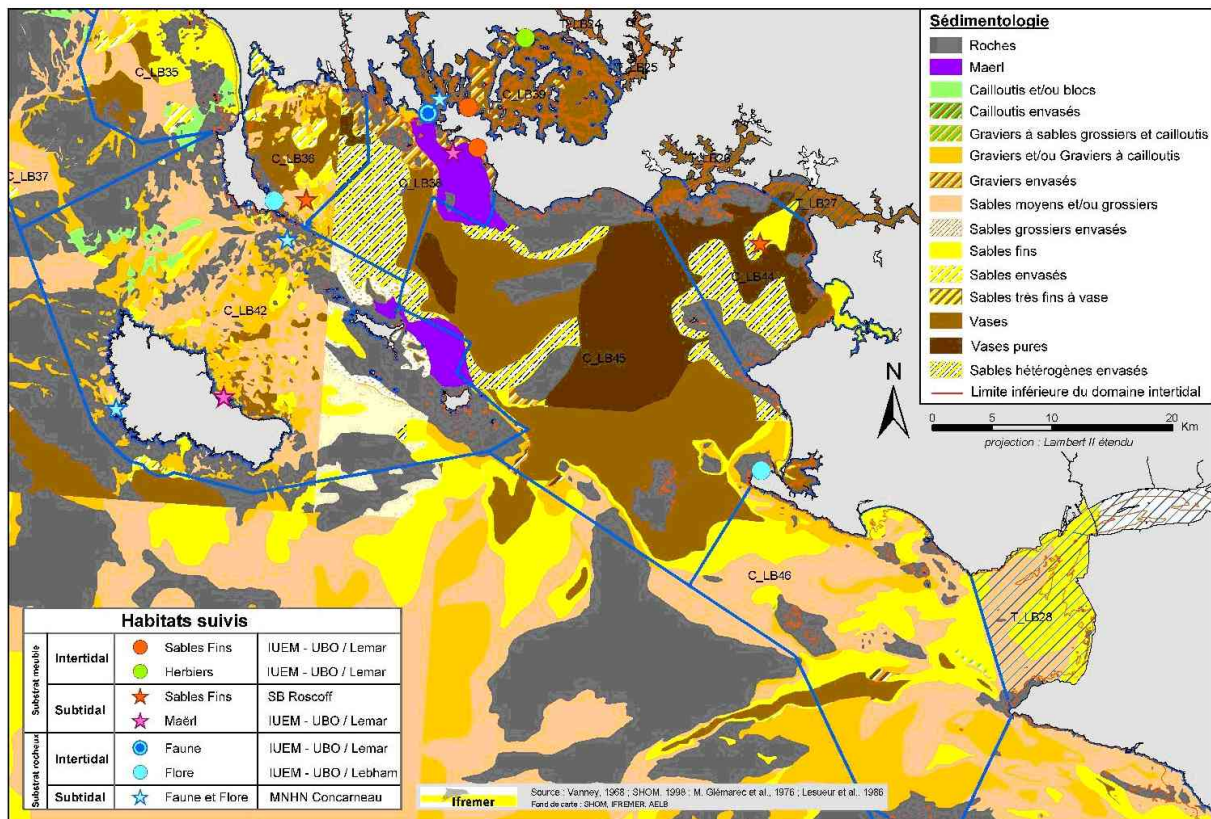 C_LB35
T_LB25
C_LB39
C_LB36
C_LB37
C_LB38
T_LB27
C_LB44
C_LB42
C_LB45
C_LB46
T_LB28
Sédimentologie
Roches
Maerl
Cailloutis et/ou blocs
Cailloutis envasés
Graviers à sables grossiers et cailloutis
Graviers et/ou Graviers à cailloutis
Graviers envasés
Sables moyens et/ou grossiers
Sables grossiers envasés
Sables fins
Sables envasés
Sables très fins à vase
Vases
Vases pures
Sables hétérogènes envasés
Limite inférieure du domaine intertidal
N
0 5 10 20
Km
projection : Lambert II étendu
Habitats suivis
Substrat meuble
Intertidal
Sables Fins IUEM - UBO / Lemar
Herbiers IUEM - UBO / Lemar
Subtidal
Sables Fins SB Roscoff
Maërl IUEM - UBO / Lemar
Substrat rocheux
Intertidal
Faune IUEM - UBO / Lemar
Flore IUEM - UBO / Lebham
Subtidal
Faune et Flore MNHN Concarneau
Ifremer
Source : Vanney, 1968 ; SHOM, 1998 ; M. Glémarec et al., 1976 ; Lesueur et al., 1986
Fond de carte : SHOM, IFREMER, AELB